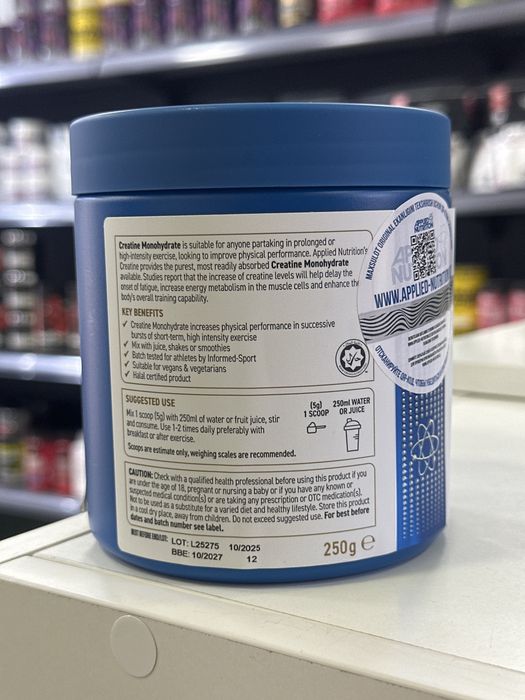 Creatine Monohydrate is suitable for anyone partaking in prolonged or
high-intensity exercise, looking to improve physical performance. Applied Nutrition's
Creatine provides the purest, most readily absorbed Creatine Monohydrate
available. Studies report that the increase of creatine levels will help delay the
onset of fatigue, increase energy metabolism in the muscle cells and enhance the
body's overall training capability.
KEY BENEFITS
✓ Creatine Monohydrate increases physical performance in successive
bursts of short-term, high intensity exercise
✓ Mix with juice, shakes or smoothies
✓ Batch tested for athletes by Informed-Sport
✓ Suitable for vegans & vegetarians
✓ Halal certified product
SUGGESTED USE
Mix 1 scoop (5g) with 250ml of water or fruit juice, stir
and consume. Use 1-2 times daily preferably with
breakfast or after exercise.
Scoops are estimate only, weighing scales are recommended.
(5g)
1 SCOOP
250ml WATER
OR JUICE
CAUTION: Check with a qualified health professional before using this product if you
are under the age of 18, pregnant or nursing a baby or if you have any known or
suspected medical condition(s) or are taking any prescription or OTC medication(s).
Not to be used as a substitute for a varied diet and healthy lifestyle. Store this product
in a cool dry place, away from children. Do not exceed suggested use. For best before
dates and batch number see label.
LOT: L25275 10/2025
BBE: 10/2027 12
250g e
MAXSULOT ORIGINAL EKANLIGINI
APPLIED
NUTRITION
WWW.APPLIED-NUTRITION
ОТСКАНИРУЙТЕ QR-КОД, ЧТОБЫ